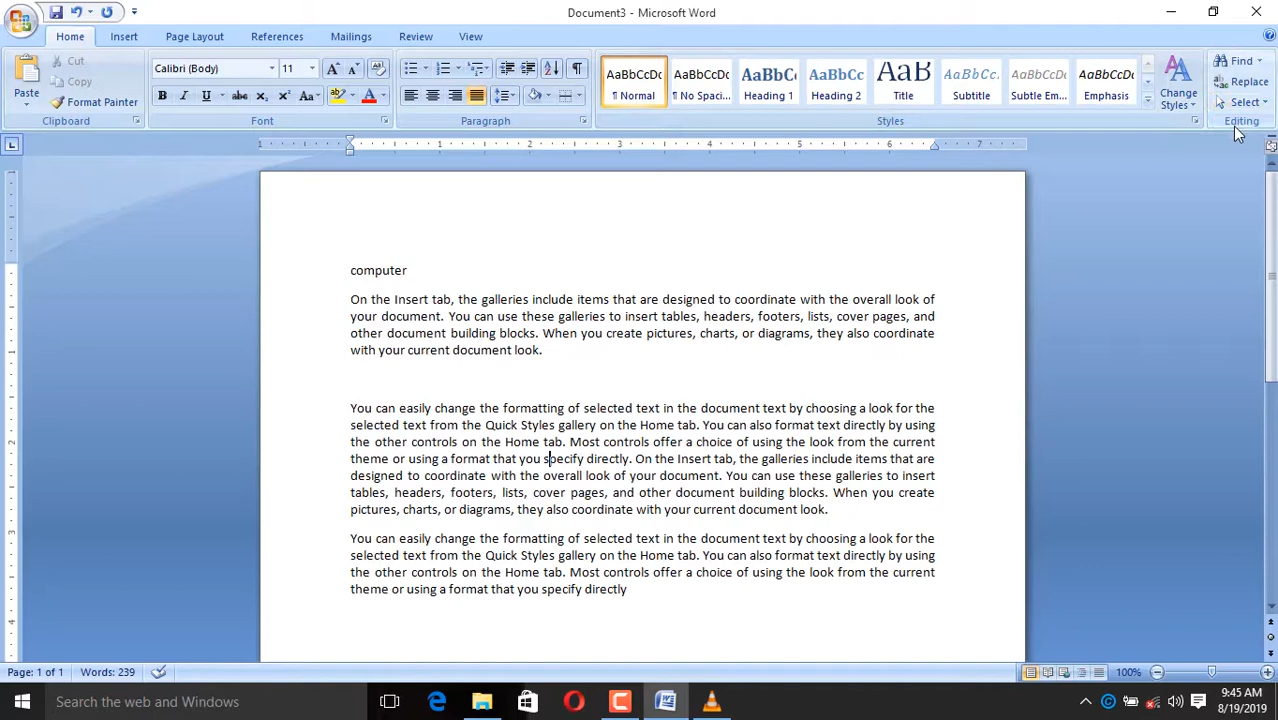 Document3 - Microsoft Word
Home Insert Page Layout References Mailings Review View
Paste
Cut
Copy
Format Painter
Clipboard
Calibri (Body) 11
Font
Paragraph
AaBbCcDc AaBbCcDc AaBbC AaBbCc AaB AaBbCc. AaBbCcDc AaBbCcDc
¶ Normal ¶ No Spaci... Heading 1 Heading 2 Title Subtitle Subtle Em... Emphasis
Change
Styles
Styles
Find
Replace
Select
Editing
1 1 2 3 4 5 6 7
computer
On the Insert tab, the galleries include items that are designed to coordinate with the overall look of
your document. You can use these galleries to insert tables, headers, footers, lists, cover pages, and
other document building blocks. When you create pictures, charts, or diagrams, they also coordinate
with your current document look.
You can easily change the formatting of selected text in the document text by choosing a look for the
selected text from the Quick Styles gallery on the Home tab. You can also format text directly by using
the other controls on the Home tab. Most controls offer a choice of using the look from the current
theme or using a format that you specify directly. On the Insert tab, the galleries include items that are
designed to coordinate with the overall look of your document. You can use these galleries to insert
tables, headers, footers, lists, cover pages, and other document building blocks. When you create
pictures, charts, or diagrams, they also coordinate with your current document look.
You can easily change the formatting of selected text in the document text by choosing a look for the
selected text from the Quick Styles gallery on the Home tab. You can also format text directly by using
the other controls on the Home tab. Most controls offer a choice of using the look from the current
theme or using a format that you specify directly
Page: 1 of 1 Words: 239 100%
Search the web and Windows
9:45 AM
8/19/2019